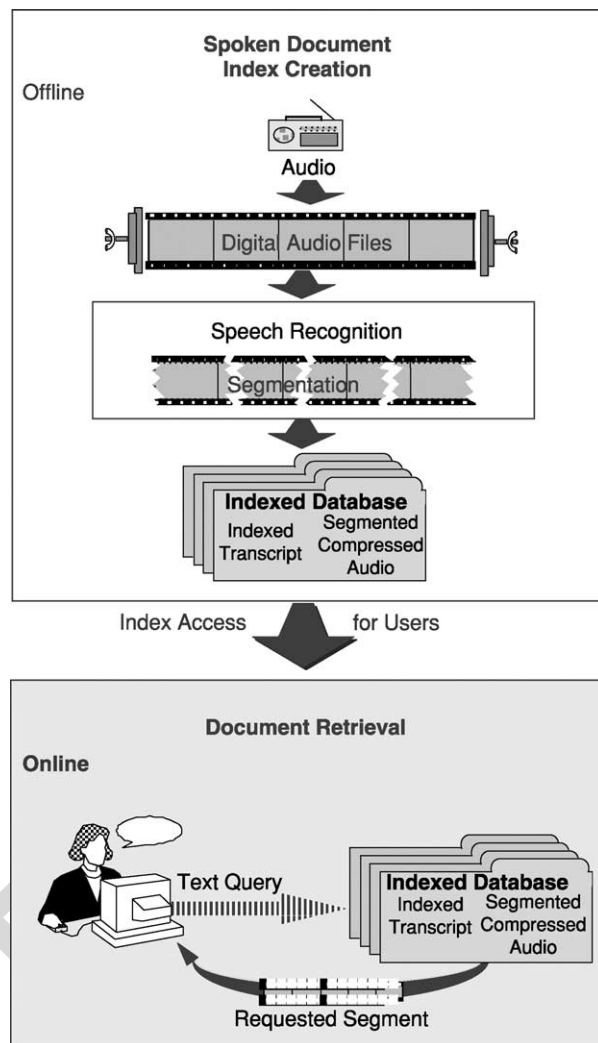 Spoken Document
Index Creation
Offline
Audio
Digital Audio Files
Speech Recognition
Segmentation
Indexed Database
Indexed
Transcript
Segmented
Compressed
Audio
Index Access
for Users
Document Retrieval
Online
Text Query
Indexed Database
Indexed
Transcript
Segmented
Compressed
Audio
Requested Segment